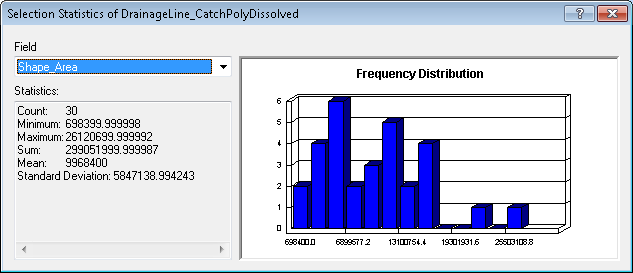 Selection Statistics of DrainageLine_CatchPolyDissolved
Field
Shape_Area
Statistics:
Count: 30
Minimum: 698399.999998
Maximum: 26120699.999992
Sum: 299051999.999987
Mean: 9968400
Standard Deviation: 5847138.994243
Frequency Distribution
6
5
4
3
2
1
0
698400.0 6899577.2 13100754.4 19301931.6 25503108.8